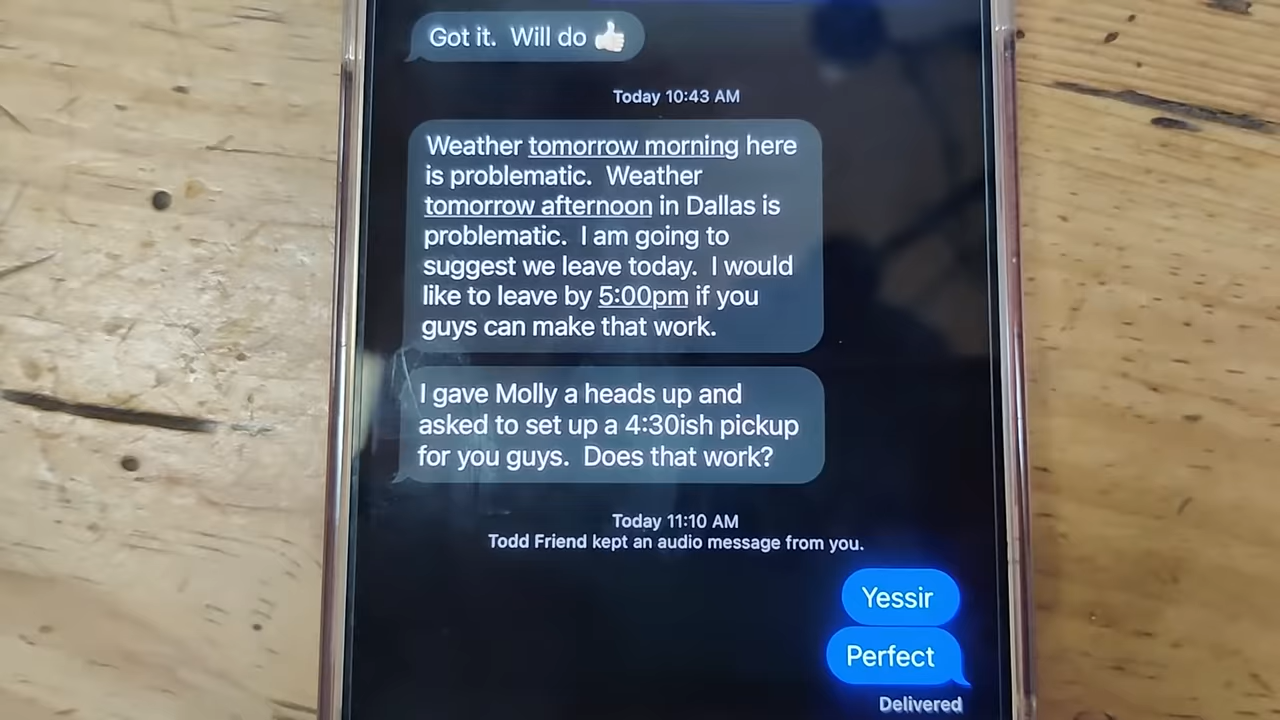 Got it.  Will do 👍🏻
Today 10:43 AM
Weather tomorrow morning here
is problematic.  Weather
tomorrow afternoon in Dallas is
problematic.  I am going to
suggest we leave today.  I would
like to leave by 5:00pm if you
guys can make that work.
I gave Molly a heads up and
asked to set up a 4:30ish pickup
for you guys.  Does that work?
Today 11:10 AM
Todd Friend kept an audio message from you.
Yessir
Perfect
Delivered